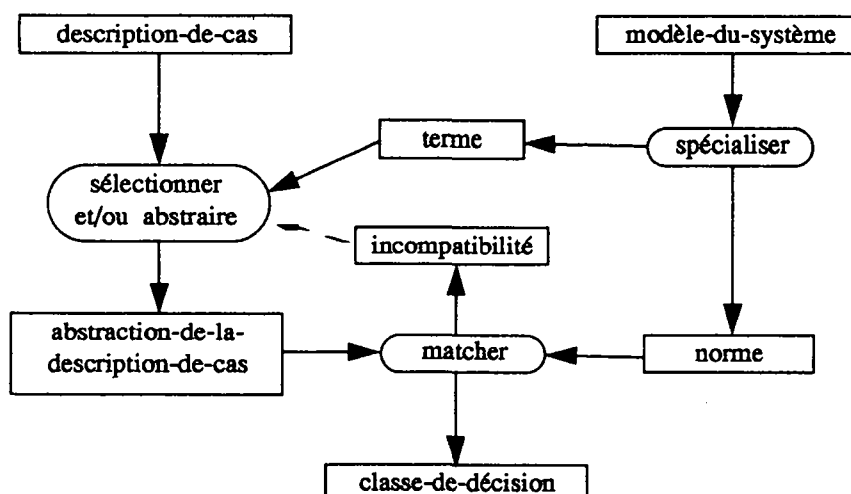 description-de-cas
modèle-du-système
terme
spécialiser
sélectionner
et/ou abstraire
incompatibilité
abstraction-de-la-
description-de-cas
matcher
norme
classe-de-décision